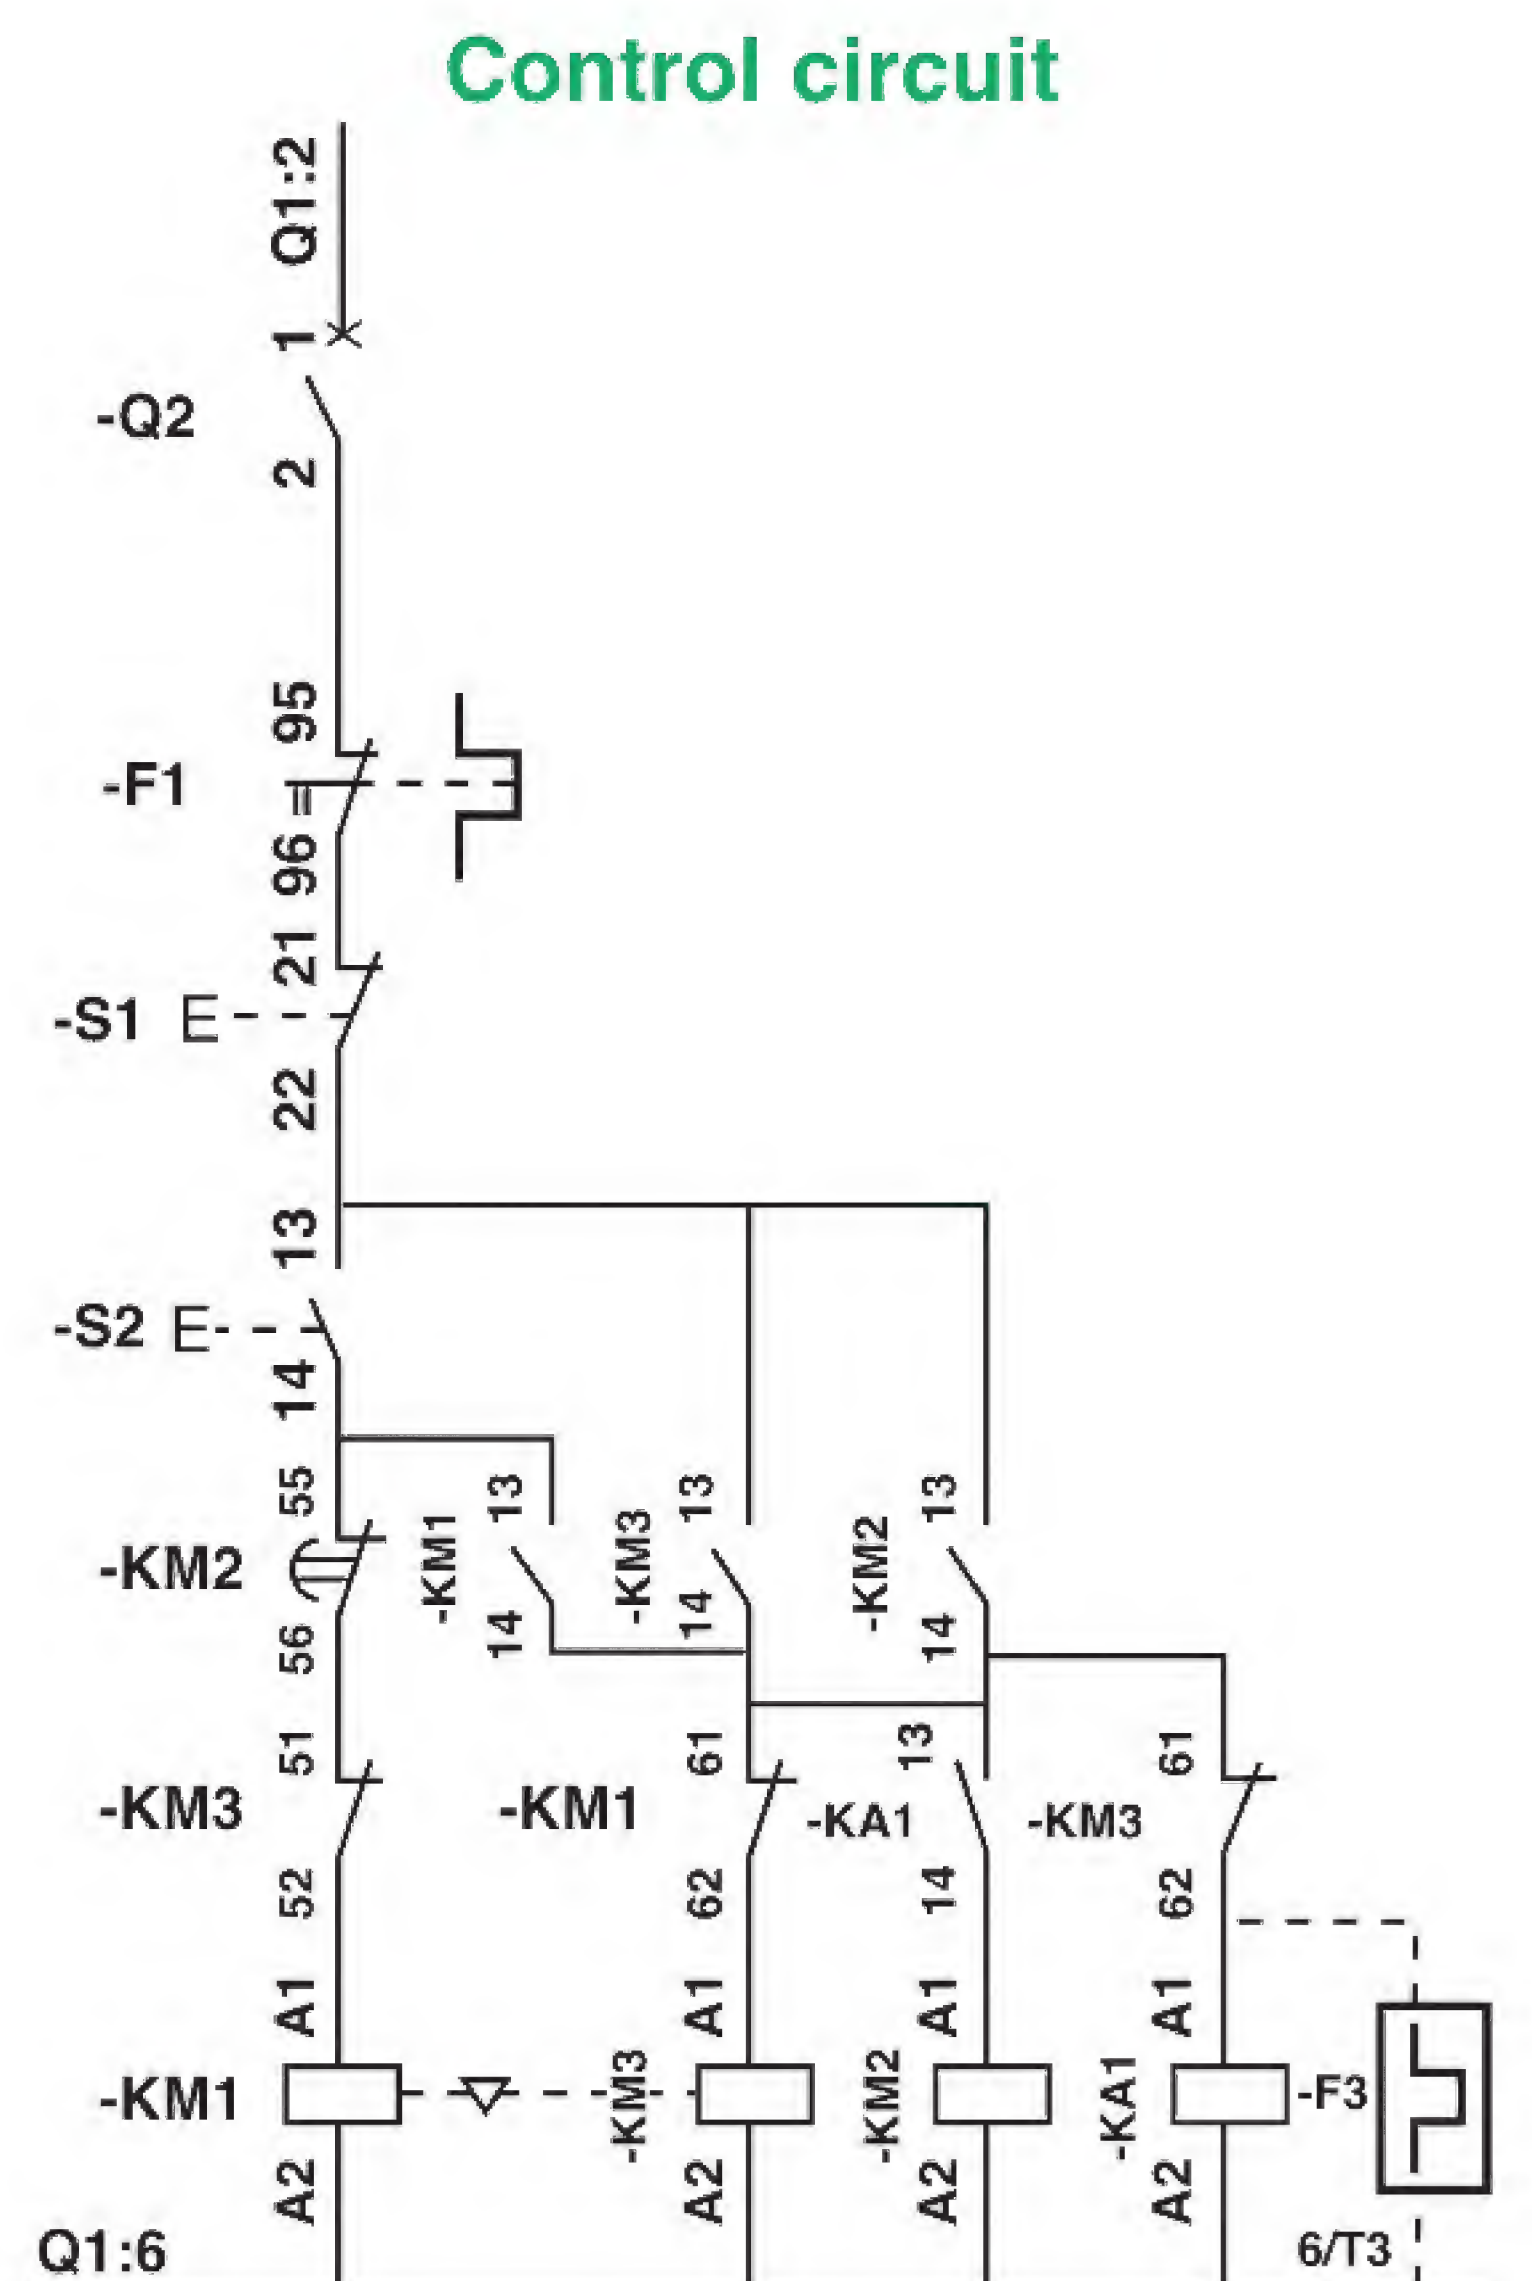 Control circuit
Q1:2
1
-Q2
2
95
-F1
96
21
-S1 E
22
13
-S2 E
14
55
-KM2
56
-KM1
13
14
-KM3
13
14
-KM2
13
14
51
-KM3
52
-KM1
61
62
-KA1
13
14
-KM3
61
62
A1
A1
A1
A1
-KM1
-KM3
-KM2
-KA1
-F3
A2
A2
A2
A2
Q1:6
6/T3